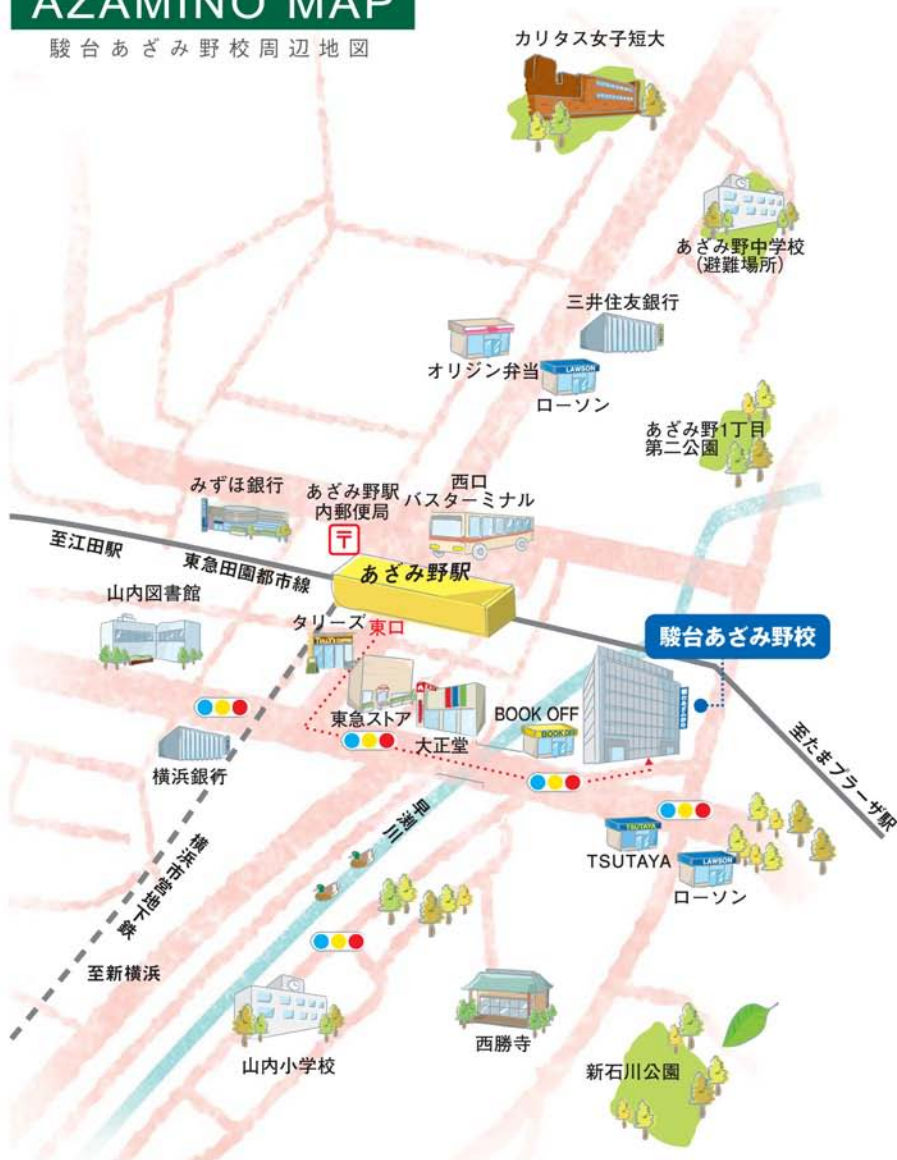 AZAMINO MAP
駿台あざみ野校周辺地図
カリタス女子短大
あざみ野中学校
(避難場所)
三井住友銀行
オリジン弁当
LAWSON
ローソン
あざみ野1丁目
第二公園
みずほ銀行
あざみ野駅
内郵便局
〒
西口
バスターミナル
至江田駅
東急田園都市線
あざみ野駅
山内図書館
タリーズ
東口
駿台あざみ野校
東急ストア
大正堂
BOOK OFF
BOOK OFF
至たまプラーザ駅
横浜銀行
早渕川
TSUTAYA
TSUTAYA
LAWSON
ローソン
横浜市営地下鉄
至新横浜
山内小学校
西勝寺
新石川公園